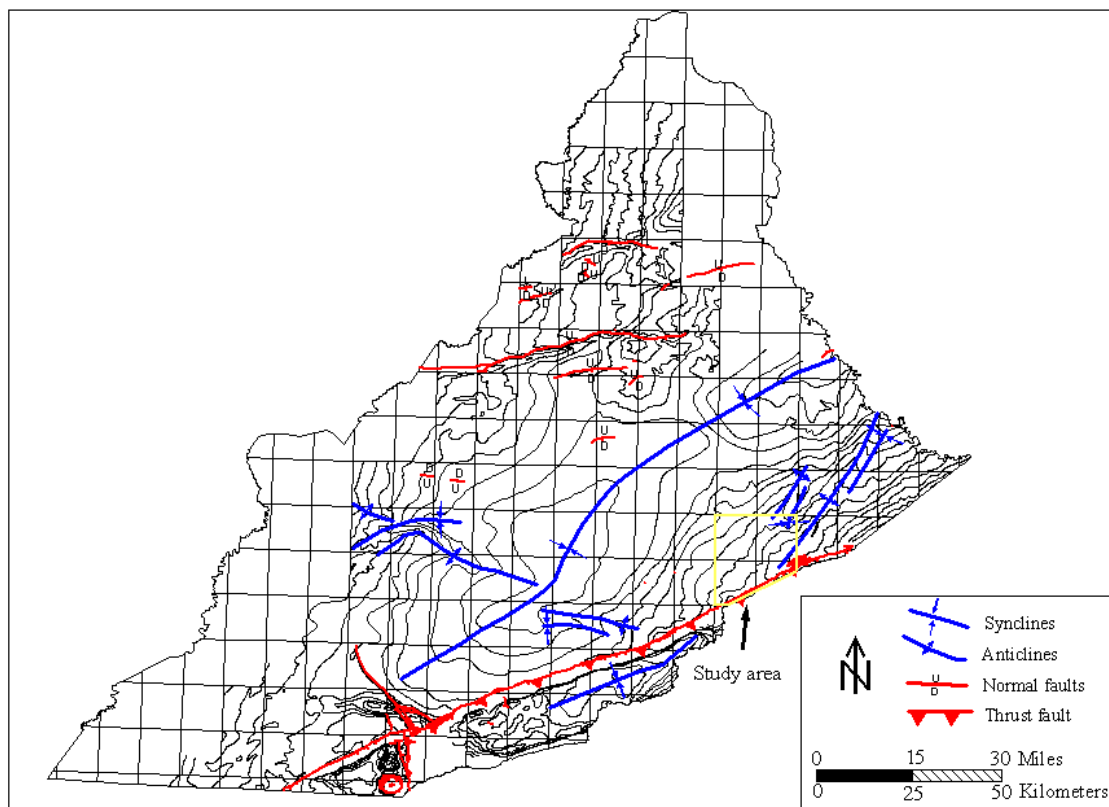 U
D
U
D
U
D
U
D
U
D
U
D
U
D
Study area
N
Synclines
Anticlines
U
D
Normal faults
Thrust fault
0 15 30 Miles
0 25 50 Kilometers